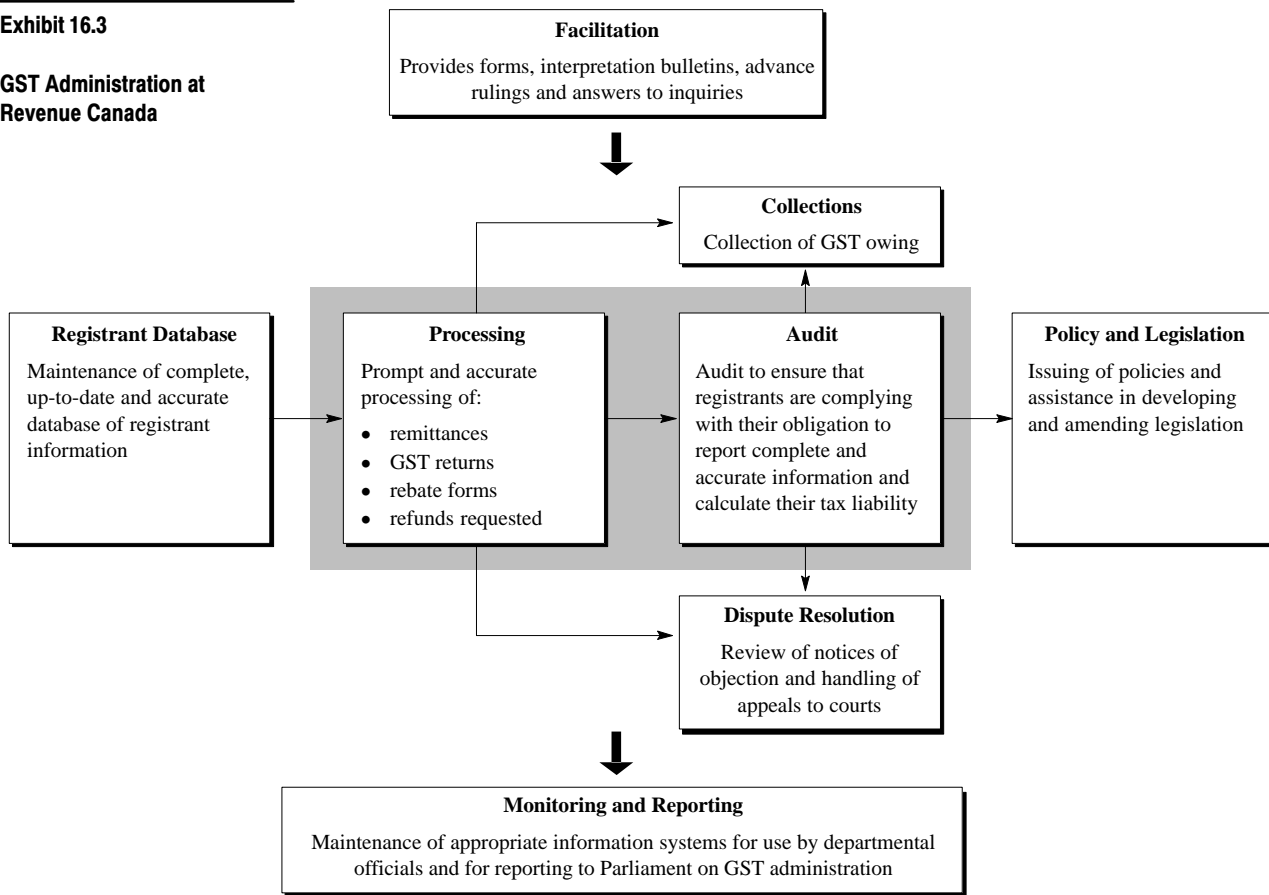 Exhibit 16.3
GST Administration at
Revenue Canada
Facilitation
Provides forms, interpretation bulletins, advance
rulings and answers to inquiries
Collections
Collection of GST owing
Registrant Database
Maintenance of complete,
up-to-date and accurate
database of registrant
information
Processing
Prompt and accurate
processing of:
• remittances
• GST returns
• rebate forms
• refunds requested
Audit
Audit to ensure that
registrants are complying
with their obligation to
report complete and
accurate information and
calculate their tax liability
Policy and Legislation
Issuing of policies and
assistance in developing
and amending legislation
Dispute Resolution
Review of notices of
objection and handling of
appeals to courts
Monitoring and Reporting
Maintenance of appropriate information systems for use by departmental
officials and for reporting to Parliament on GST administration